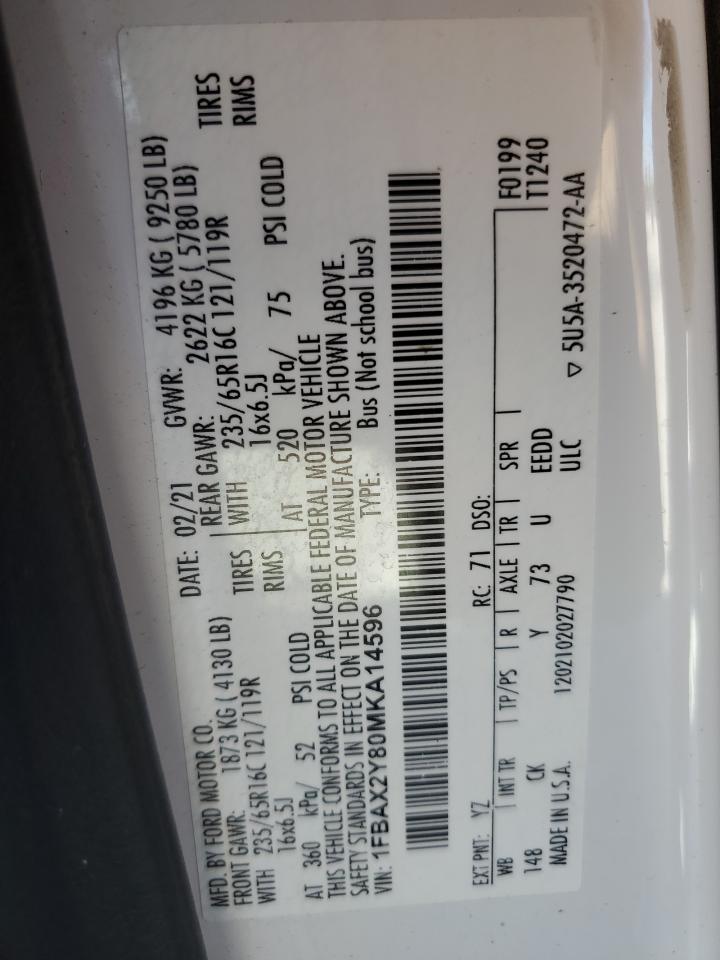 MFD. BY FORD MOTOR CO.
DATE: 02/21 GVWR: 4196 KG ( 9250 LB)
FRONT GAWR: 1873 KG ( 4130 LB) REAR GAWR: 2622 KG ( 5780 LB)
WITH 235/65R16C 121/119R TIRES WITH 235/65R16C 121/119R TIRES
16x6.5J RIMS 16x6.5J RIMS
AT 360 kPa/ 52 PSI COLD AT 520 kPa/ 75 PSI COLD
THIS VEHICLE CONFORMS TO ALL APPLICABLE FEDERAL MOTOR VEHICLE
SAFETY STANDARDS IN EFFECT ON THE DATE OF MANUFACTURE SHOWN ABOVE.
VIN: 1FBAX2Y80MKA14596 TYPE: Bus (Not school bus)
EXT PNT: YZ RC: 71 DSO:
WB INT TR TP/PS R AXLE TR SPR F0199
148 CK Y 73 U EEDD T1240
MADE IN U.S.A. 1202102027790 ULC ▽ 5U5A-3520472-AA